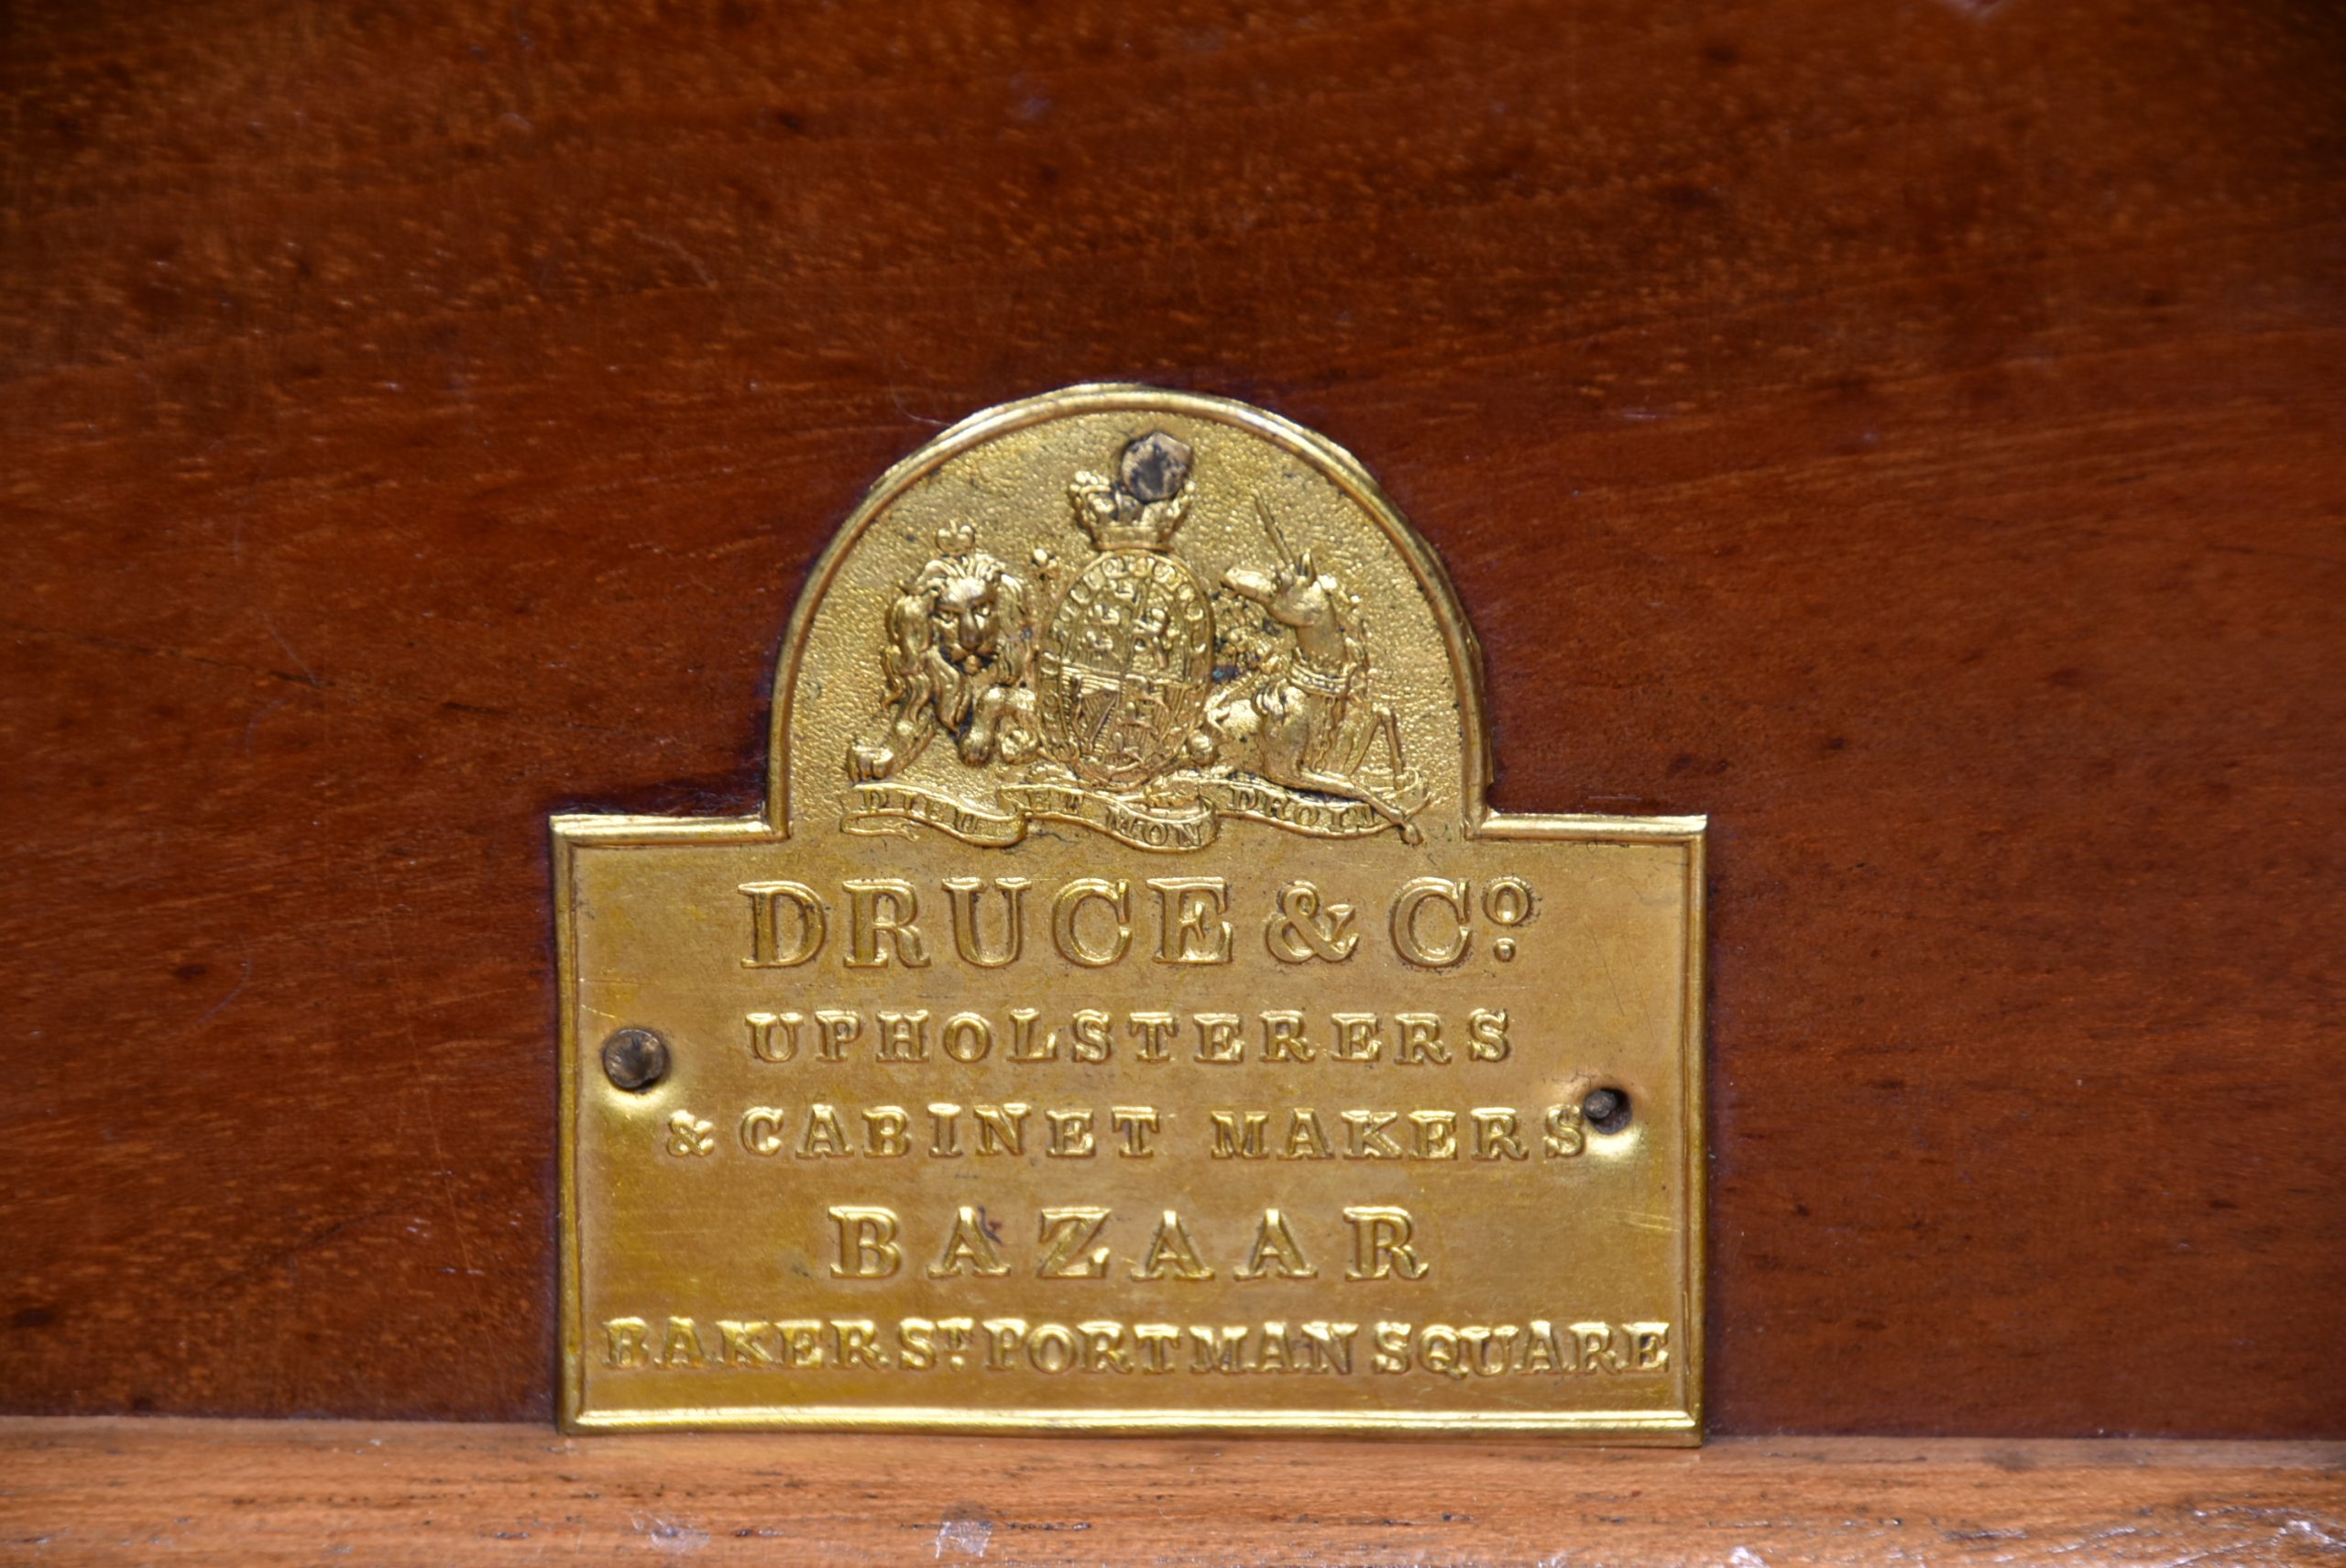 DIEU ET MON DROIT
DRUCE & Cº.
UPHOLSTERERS
& CABINET MAKERS
BAZAAR
BAKER ST PORTMAN SQUARE